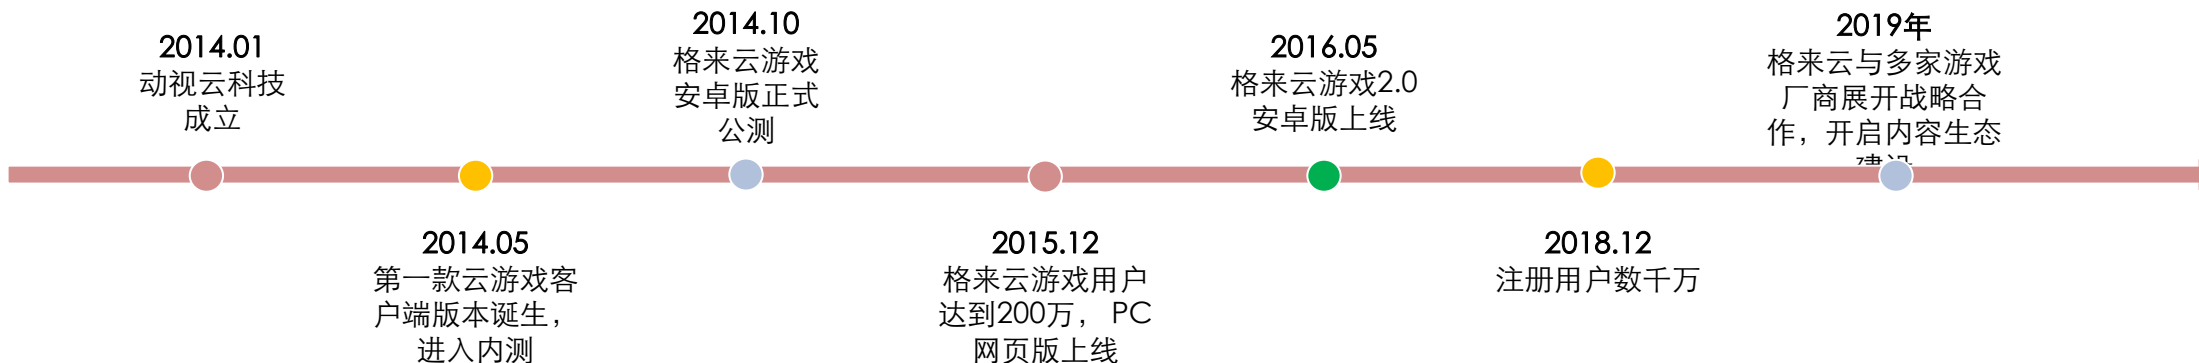 2014.01
动视云科技
成立
2014.05
第一款云游戏客
户端版本诞生，
进入内测
2014.10
格来云游戏
安卓版正式
公测
2015.12
格来云游戏用户
达到200万， PC
网页版上线
2016.05
格来云游戏2.0
安卓版上线
2018.12
注册用户数千万
2019年
格来云与多家游戏
厂商展开战略合
作，开启内容生态